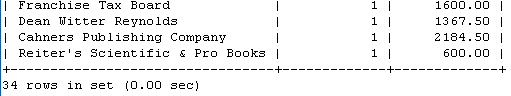 | Franchise Tax Board         |           1 |     1600.00 |
| Dean Witter Reynolds        |           1 |     1367.50 |
| Cahners Publishing Company  |           1 |     2184.50 |
| Reiter's Scientific & Pro Books |           1 |      600.00 |
+-----------------------------+-------------+-------------+
34 rows in set (0.00 sec)